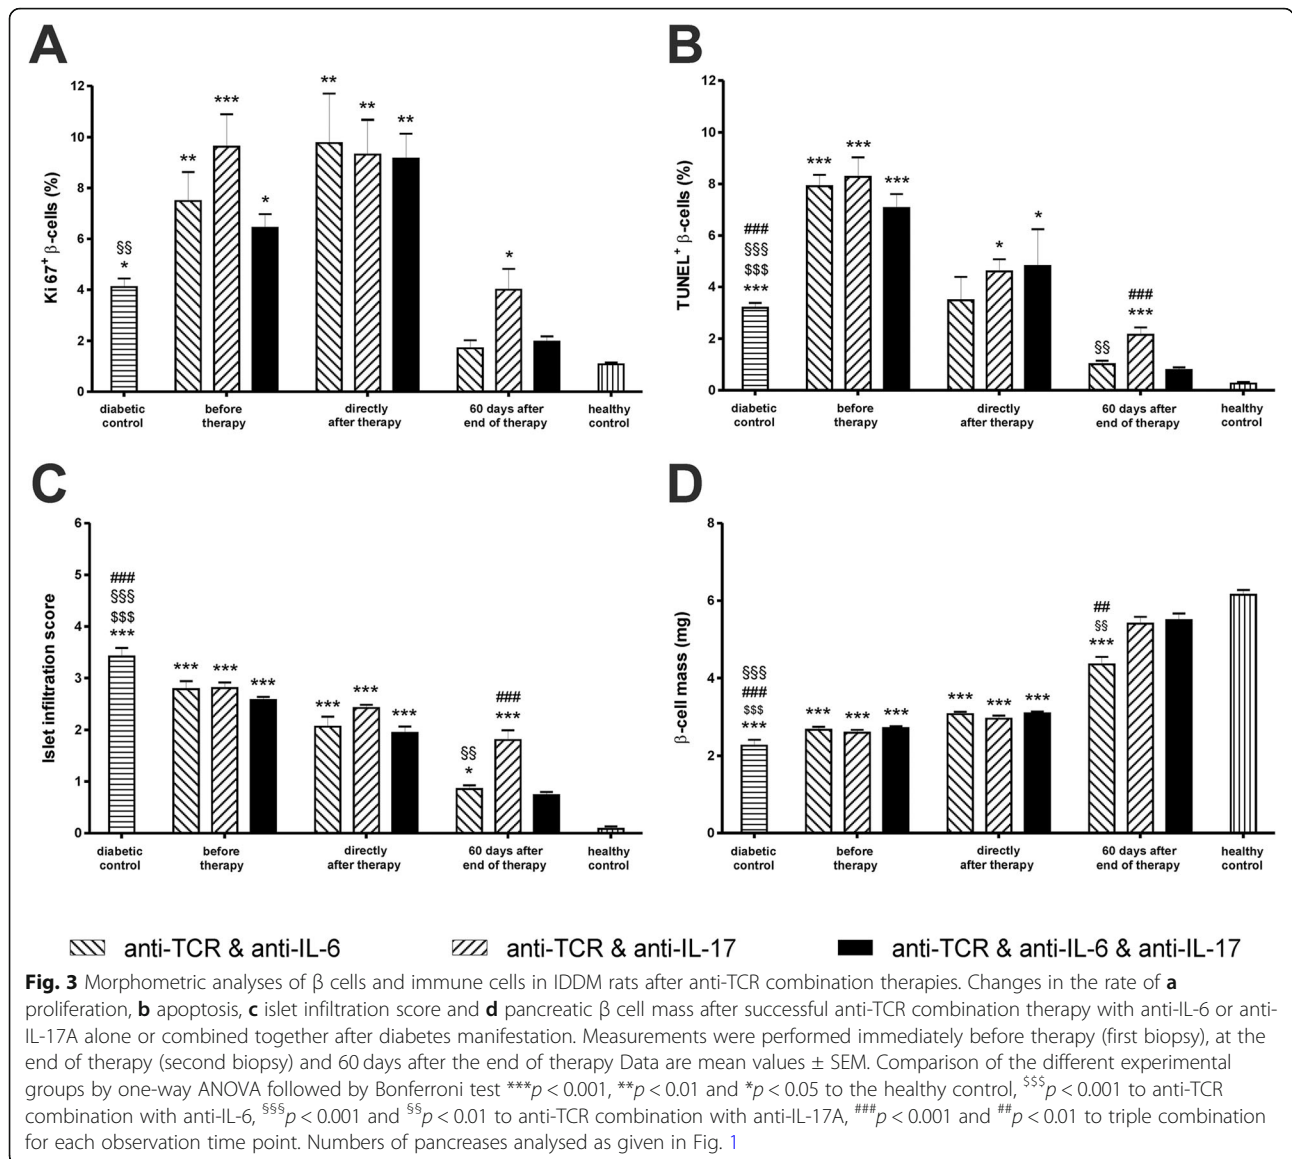 A
B
12
10
8
6
4
2
0
Ki 67+ β-cells (%)
§§
*
**
***
*
**
**
**
*
diabetic control
before therapy
directly after therapy
60 days after end of therapy
healthy control
12
10
8
6
4
2
0
TUNEL+ β-cells (%)
###
§§§
$$$
***
***
***
***
*
*
§§
###
***
diabetic control
before therapy
directly after therapy
60 days after end of therapy
healthy control
C
D
6
5
4
3
2
1
0
Islet infiltration score
###
§§§
$$$
***
***
***
***
***
***
***
§§
*
###
***
diabetic control
before therapy
directly after therapy
60 days after end of therapy
healthy control
8
6
4
2
0
β-cell mass (mg)
§§§
###
$$$
***
***
***
***
***
***
***
##
§§
***
diabetic control
before therapy
directly after therapy
60 days after end of therapy
healthy control
anti-TCR & anti-IL-6 anti-TCR & anti-IL-17 anti-TCR & anti-IL-6 & anti-IL-17
Fig. 3 Morphometric analyses of β cells and immune cells in IDDM rats after anti-TCR combination therapies. Changes in the rate of a
proliferation, b apoptosis, c islet infiltration score and d pancreatic β cell mass after successful anti-TCR combination therapy with anti-IL-6 or anti-
IL-17A alone or combined together after diabetes manifestation. Measurements were performed immediately before therapy (first biopsy), at the
end of therapy (second biopsy) and 60 days after the end of therapy Data are mean values ± SEM. Comparison of the different experimental
groups by one-way ANOVA followed by Bonferroni test ***p < 0.001, **p < 0.01 and *p < 0.05 to the healthy control, $$$p < 0.001 to anti-TCR
combination with anti-IL-6, §§§p < 0.001 and §§p < 0.01 to anti-TCR combination with anti-IL-17A, ###p < 0.001 and ##p < 0.01 to triple combination
for each observation time point. Numbers of pancreases analysed as given in Fig. 1